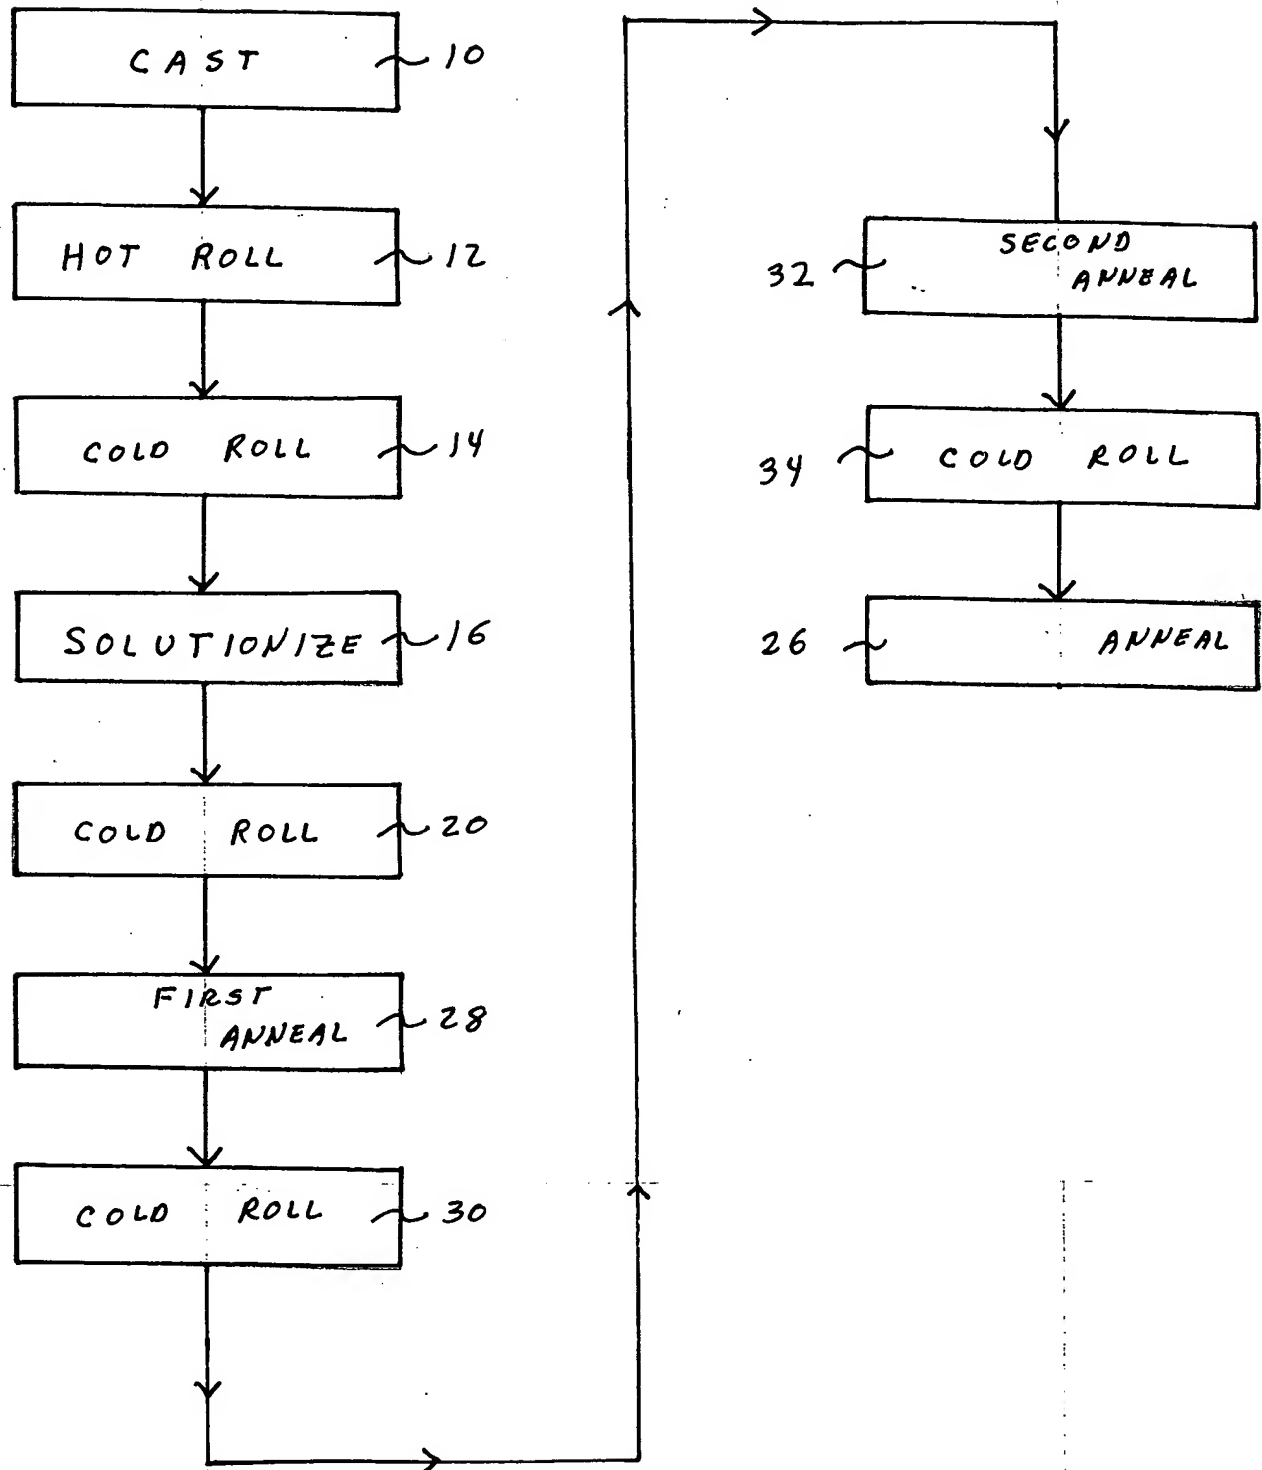 CAST 10
HOT ROLL 12
COLD ROLL 14
SOLUTIONIZE 16
COLD ROLL 20
FIRST
ANNEAL 28
COLD ROLL 30
SECOND
32 ANNEAL
34 COLD ROLL
26 ANNEAL